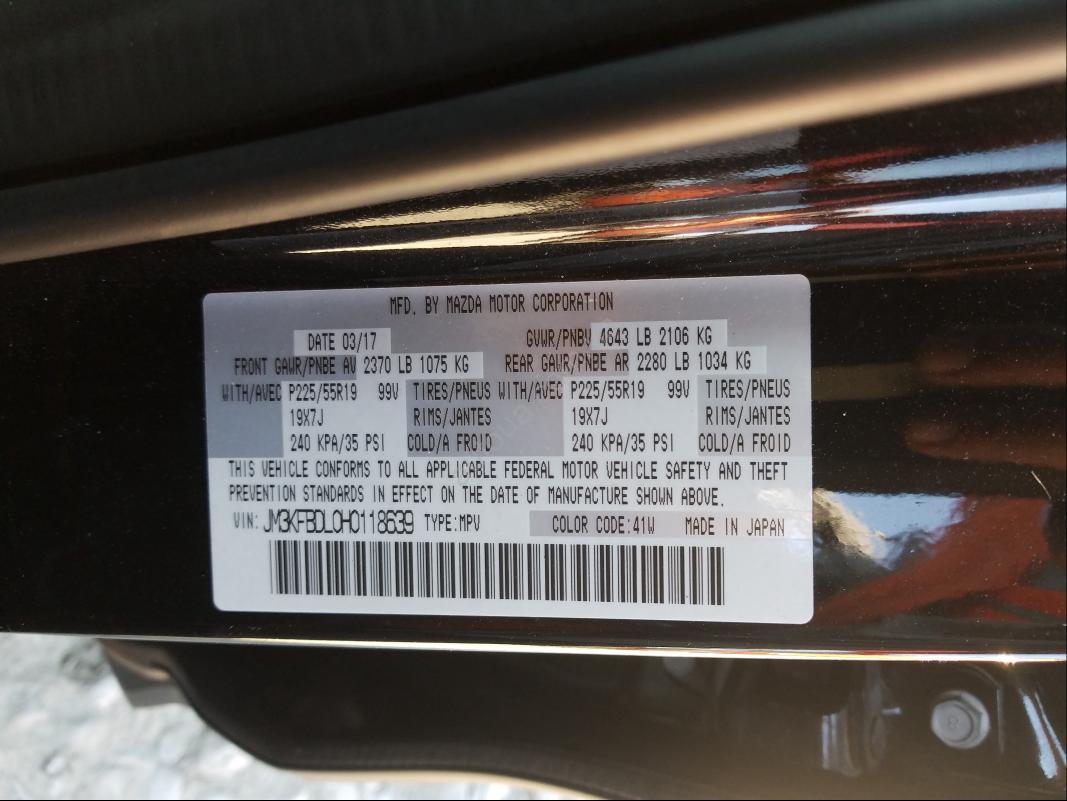 MFD. BY MAZDA MOTOR CORPORATION
DATE 03/17 GVWR/PNBV 4643 LB 2106 KG
FRONT GAWR/PNBE AV 2370 LB 1075 KG REAR GAWR/PNBE AR 2280 LB 1034 KG
WITH/AVEC P225/55R19 99V TIRES/PNEUS WITH/AVEC P225/55R19 99V TIRES/PNEUS
19X7J RIMS/JANTES 19X7J RIMS/JANTES
240 KPA/35 PSI COLD/A FROID 240 KPA/35 PSI COLD/A FROID
THIS VEHICLE CONFORMS TO ALL APPLICABLE FEDERAL MOTOR VEHICLE SAFETY AND THEFT
PREVENTION STANDARDS IN EFFECT ON THE DATE OF MANUFACTURE SHOWN ABOVE.
VIN: JM3KFBDL0H0118639 TYPE:MPV COLOR CODE:41W MADE IN JAPAN